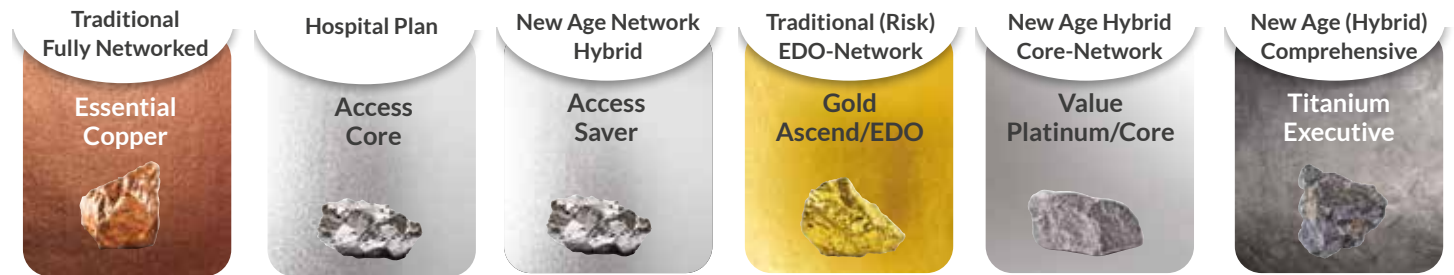 Traditional
Fully Networked
Essential
Copper
Hospital Plan
Access
Core
New Age Network
Hybrid
Access
Saver
Traditional (Risk)
EDO-Network
Gold
Ascend/EDO
New Age Hybrid
Core-Network
Value
Platinum/Core
New Age (Hybrid)
Comprehensive
Titanium
Executive